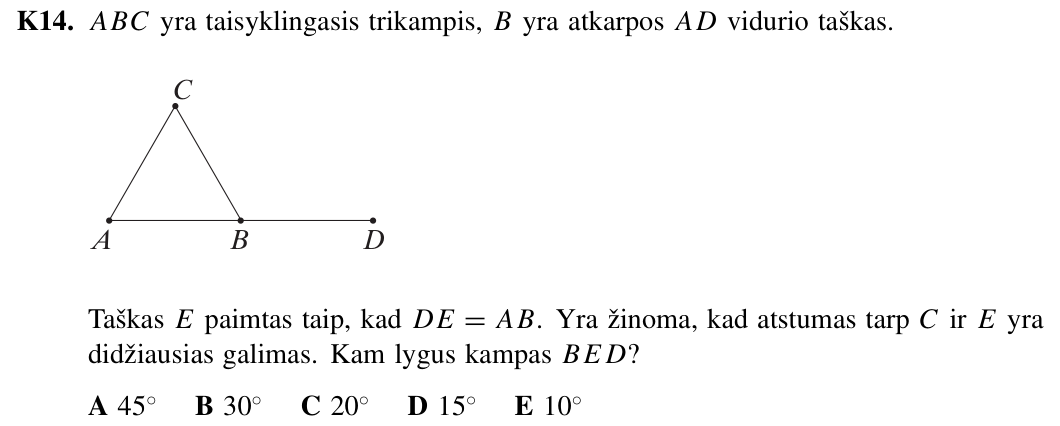 K14. ABC yra taisyklingasis trikampis, B yra atkarpos AD vidurio taškas.
C
A B D
Taškas E paimtas taip, kad DE = AB. Yra žinoma, kad atstumas tarp C ir E yra
didžiausias galimas. Kam lygus kampas BED?
A 45° B 30° C 20° D 15° E 10°